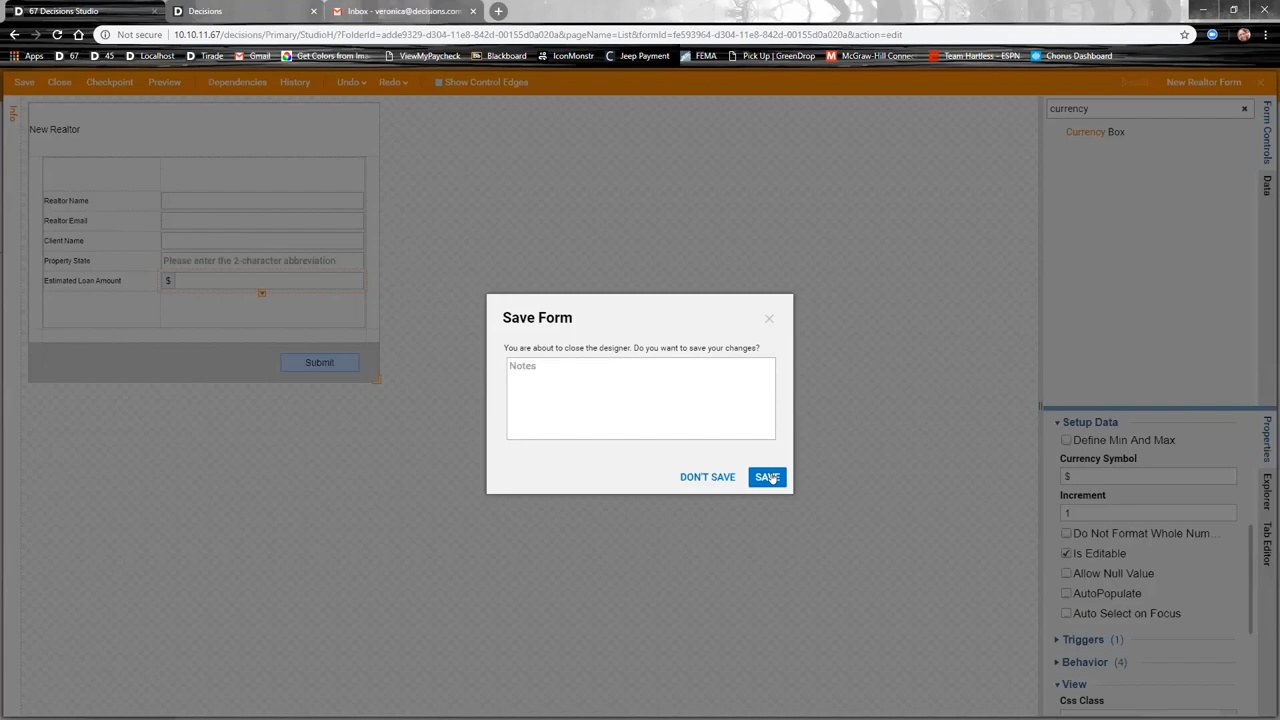 67 Decisions Studio
Decisions
Inbox - veronica@decisions.com
Not secure
10.10.11.67/decisions/Primary/StudioH/?FolderId=adde9329-d304-11e8-842d-00155d0a020a&pageName=List&formId=fe593964-d304-11e8-842d-00155d0a020a&action=edit
Apps
67
45
Localhost
Tirade
Get Colors from Ima
ViewMyPaycheck
Blackboard
IconMonstr
Jeep Payment
FEMA
Pick Up | GreenDrop
McGraw-Hill Connec
Team Hartless - ESPN
Chorus Dashboard
Save
Close
Checkpoint
Preview
Dependencies
History
Undo
Redo
Show Control Edges
New Realtor Form
Info
New Realtor
Realtor Name
Realtor Email
Client Name
Property State
Please enter the 2-character abbreviation
Estimated Loan Amount
$
Submit
Save Form
You are about to close the designer. Do you want to save your changes?
Notes
DON'T SAVE
SAVE
currency
Currency Box
Form Controls
Data
Setup Data
Define Min And Max
Currency Symbol
$
Increment
1
Do Not Format Whole Num...
Is Editable
Allow Null Value
AutoPopulate
Auto Select on Focus
Triggers (1)
Behavior (4)
View
Css Class
Properties
Explorer
Tab Editor